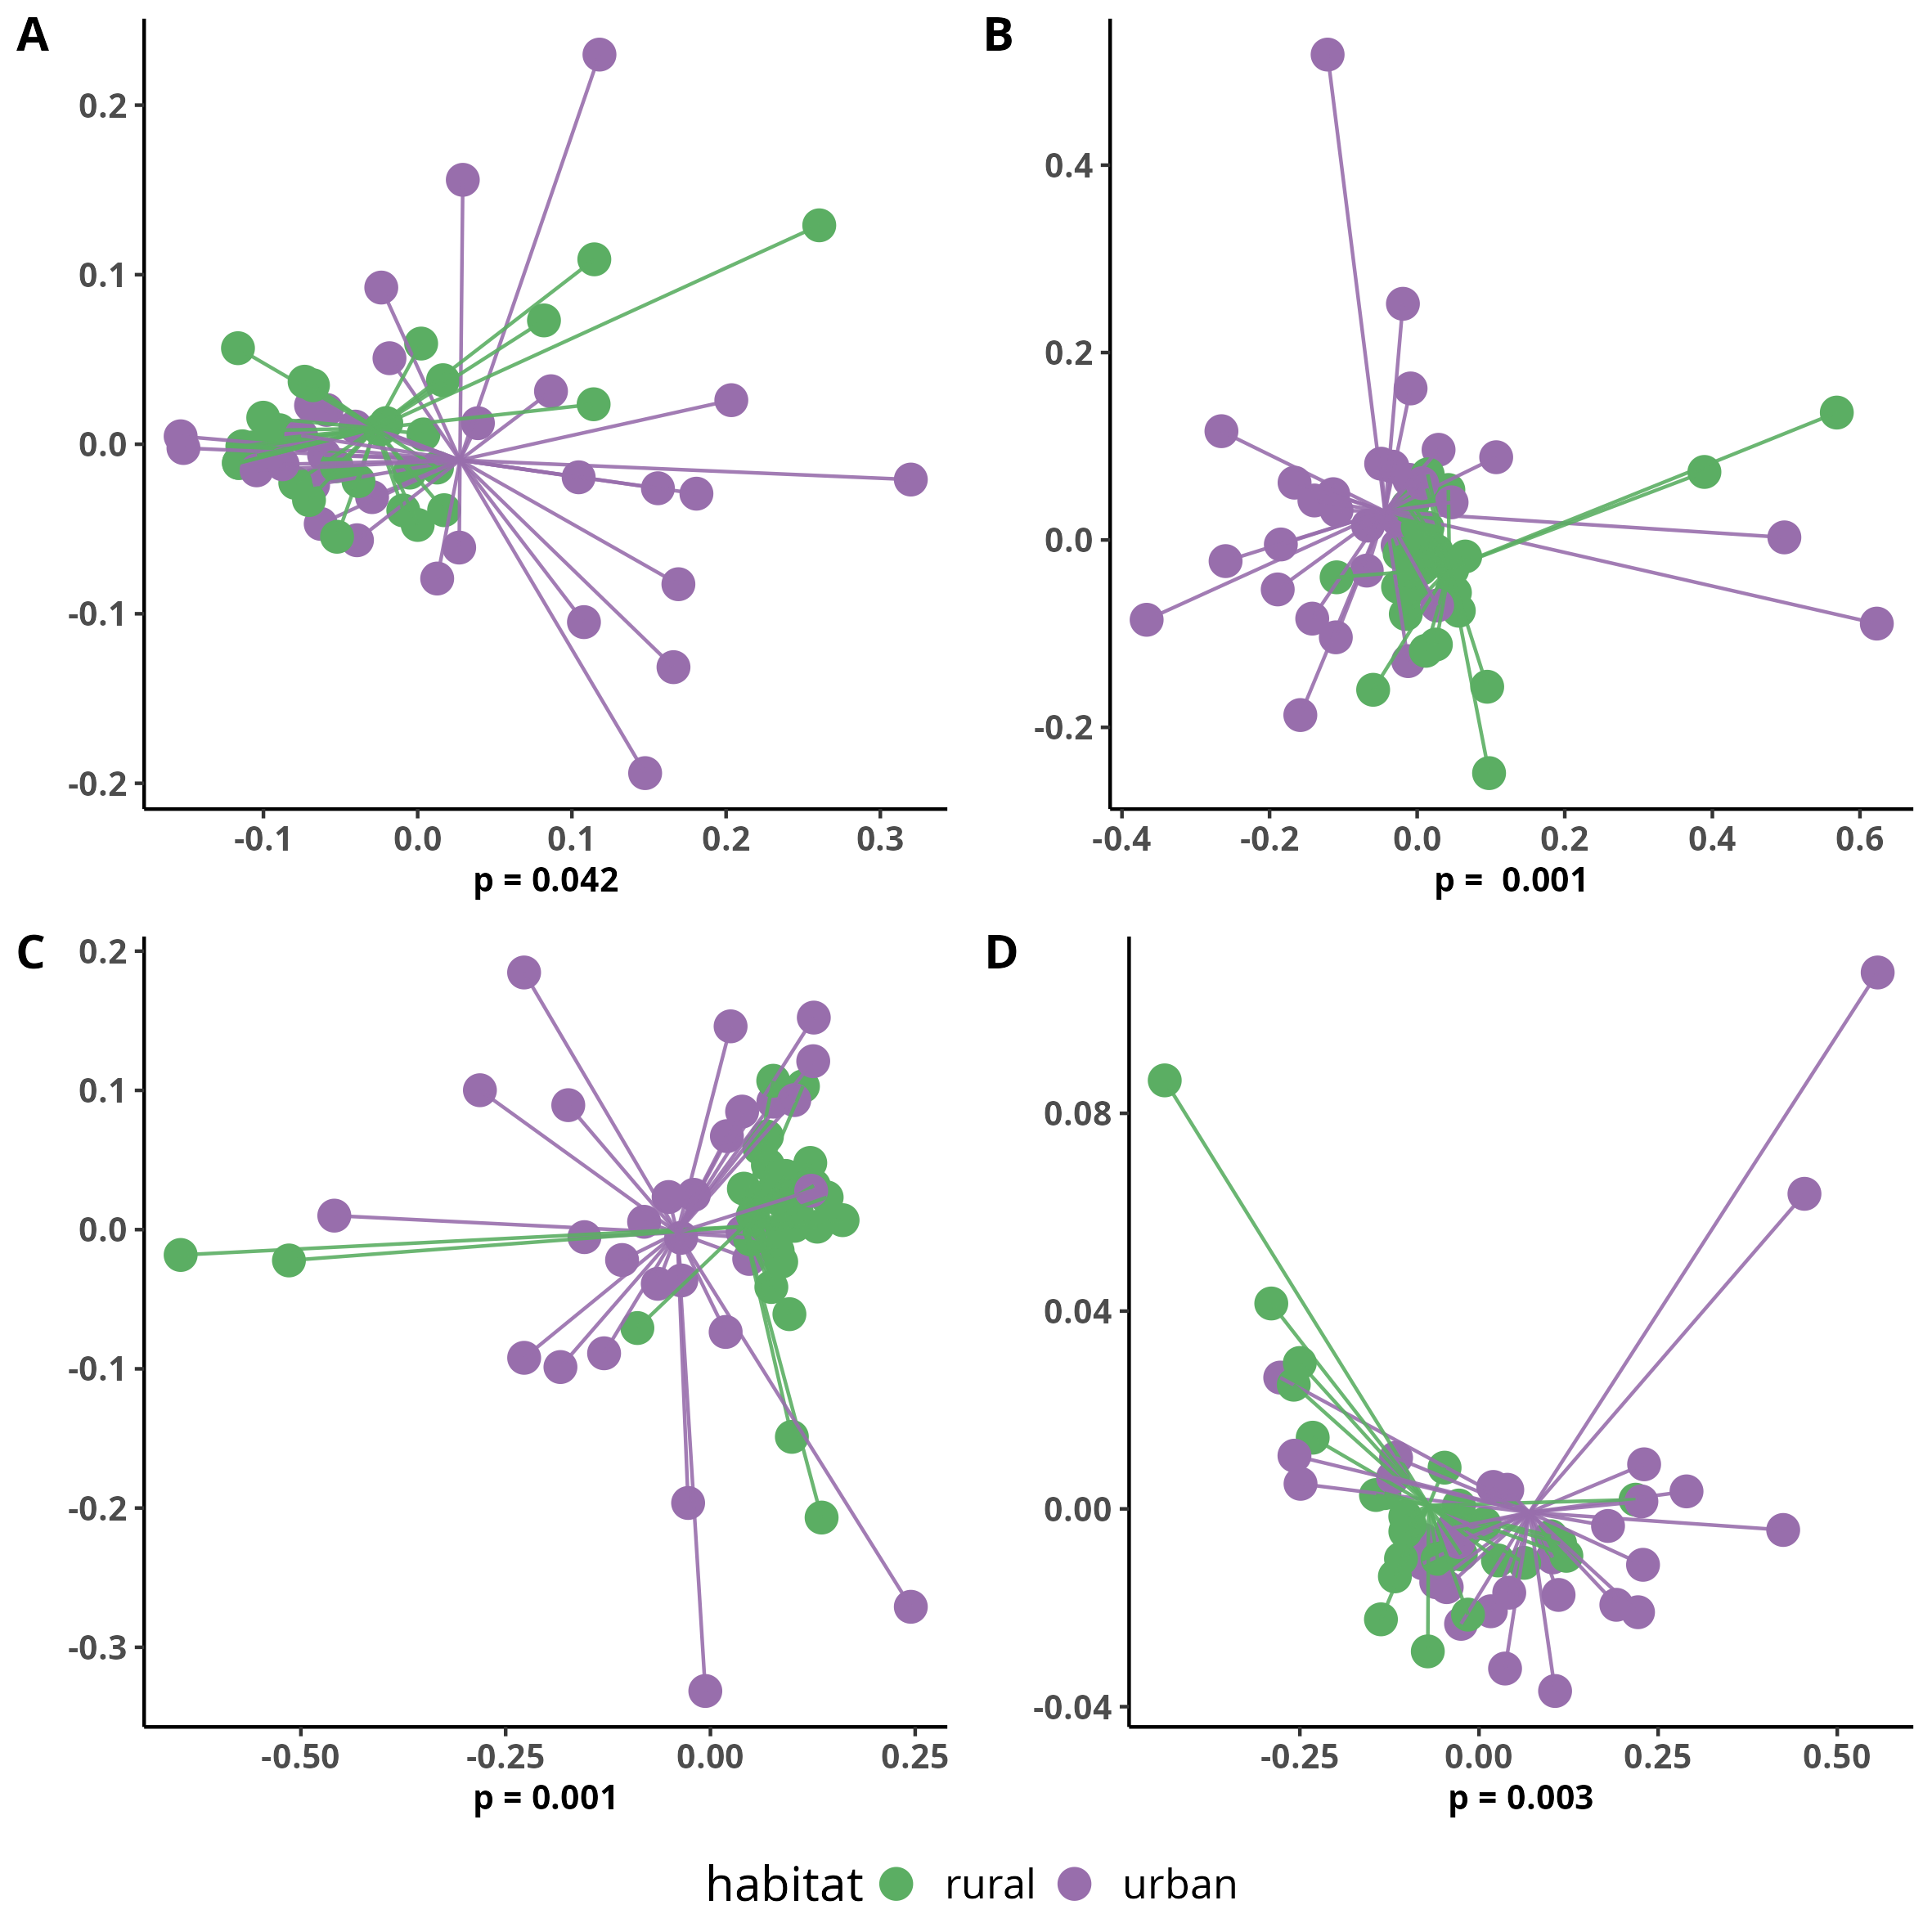 A
0.2
0.1
0.0
-0.1
-0.2
-0.1 0.0 0.1 0.2 0.3
p = 0.042
B
0.4
0.2
0.0
-0.2
-0.4 -0.2 0.0 0.2 0.4 0.6
p =  0.001
C
0.2
0.1
0.0
-0.1
-0.2
-0.3
-0.50 -0.25 0.00 0.25
p = 0.001
D
0.08
0.04
0.00
-0.04
-0.25 0.00 0.25 0.50
p = 0.003
habitat rural urban